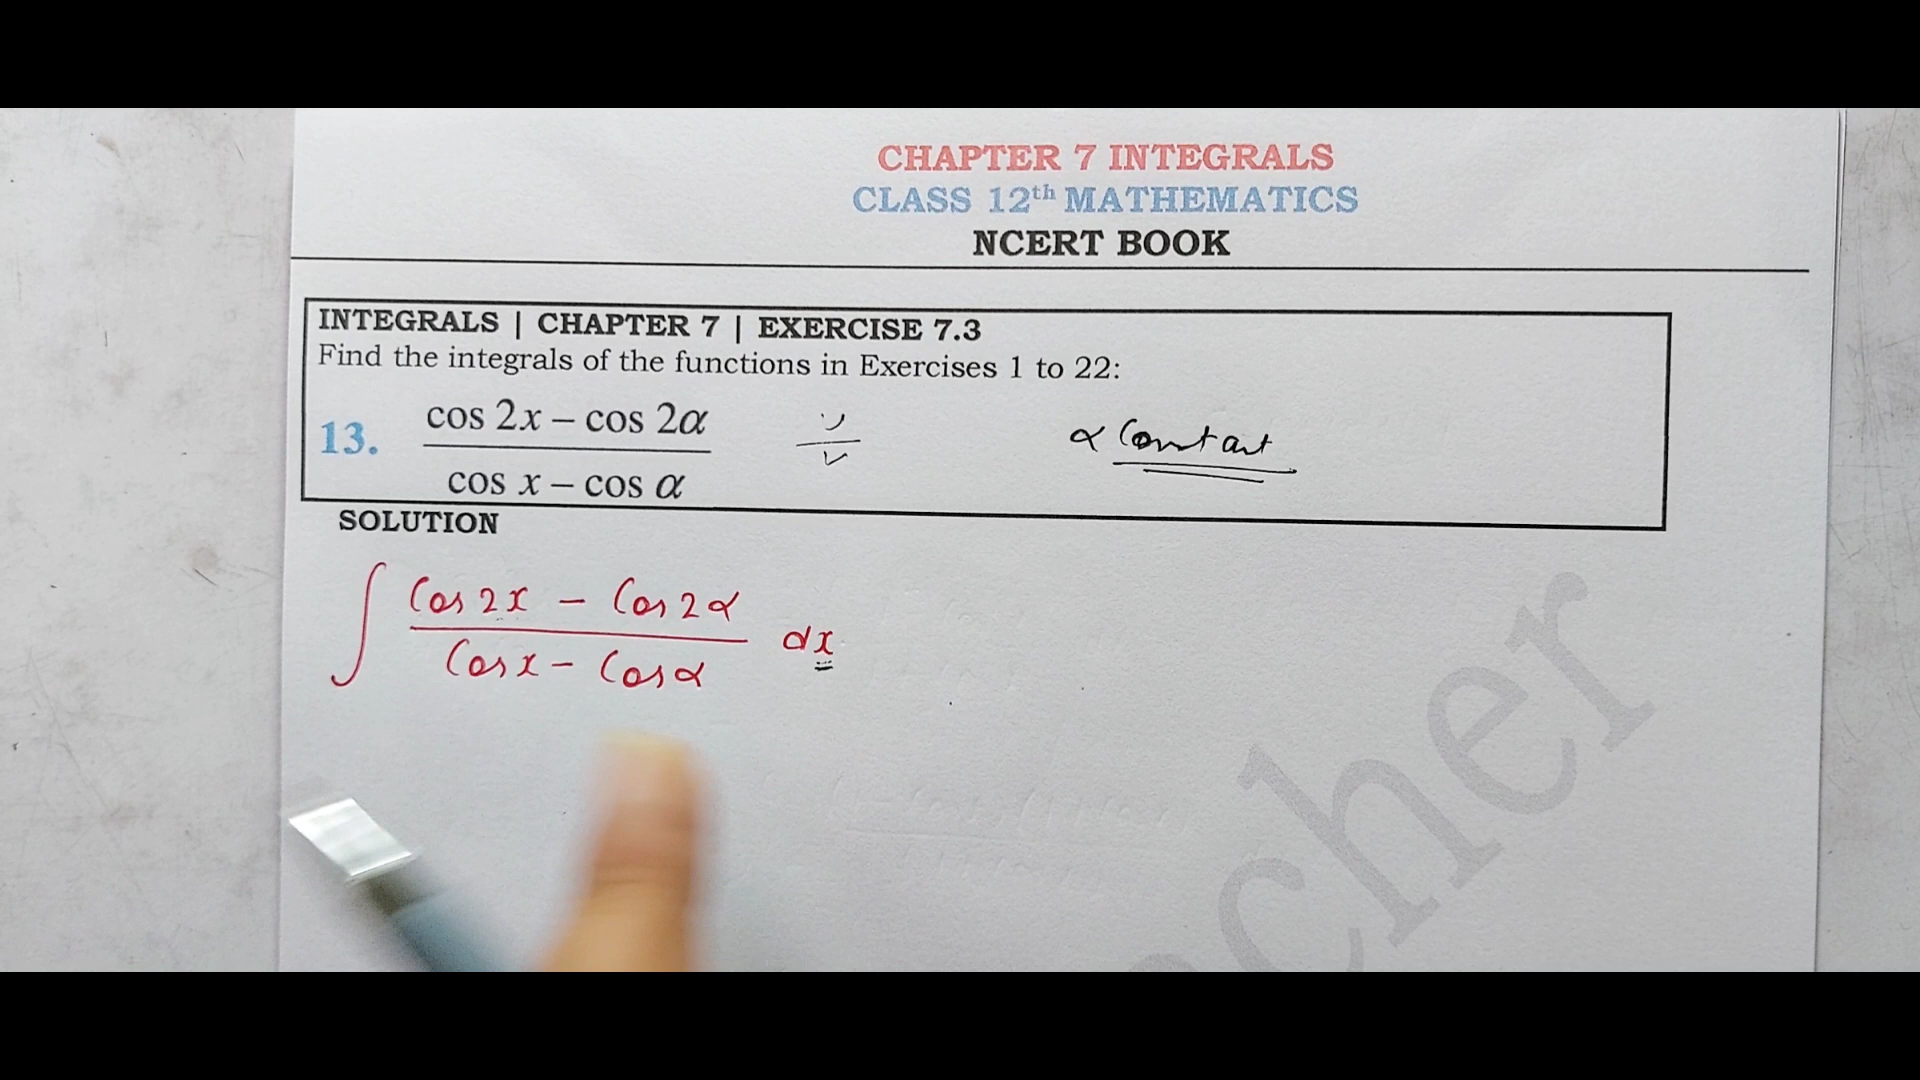 CHAPTER 7 INTEGRALS
CLASS 12th MATHEMATICS
NCERT BOOK
INTEGRALS | CHAPTER 7 | EXERCISE 7.3
Find the integrals of the functions in Exercises 1 to 22:
13. cos 2x – cos 2α
cos x – cos α
α Constant
SOLUTION
∫ Cos 2x – Cos 2α dx
Cos x – Cos α
cher